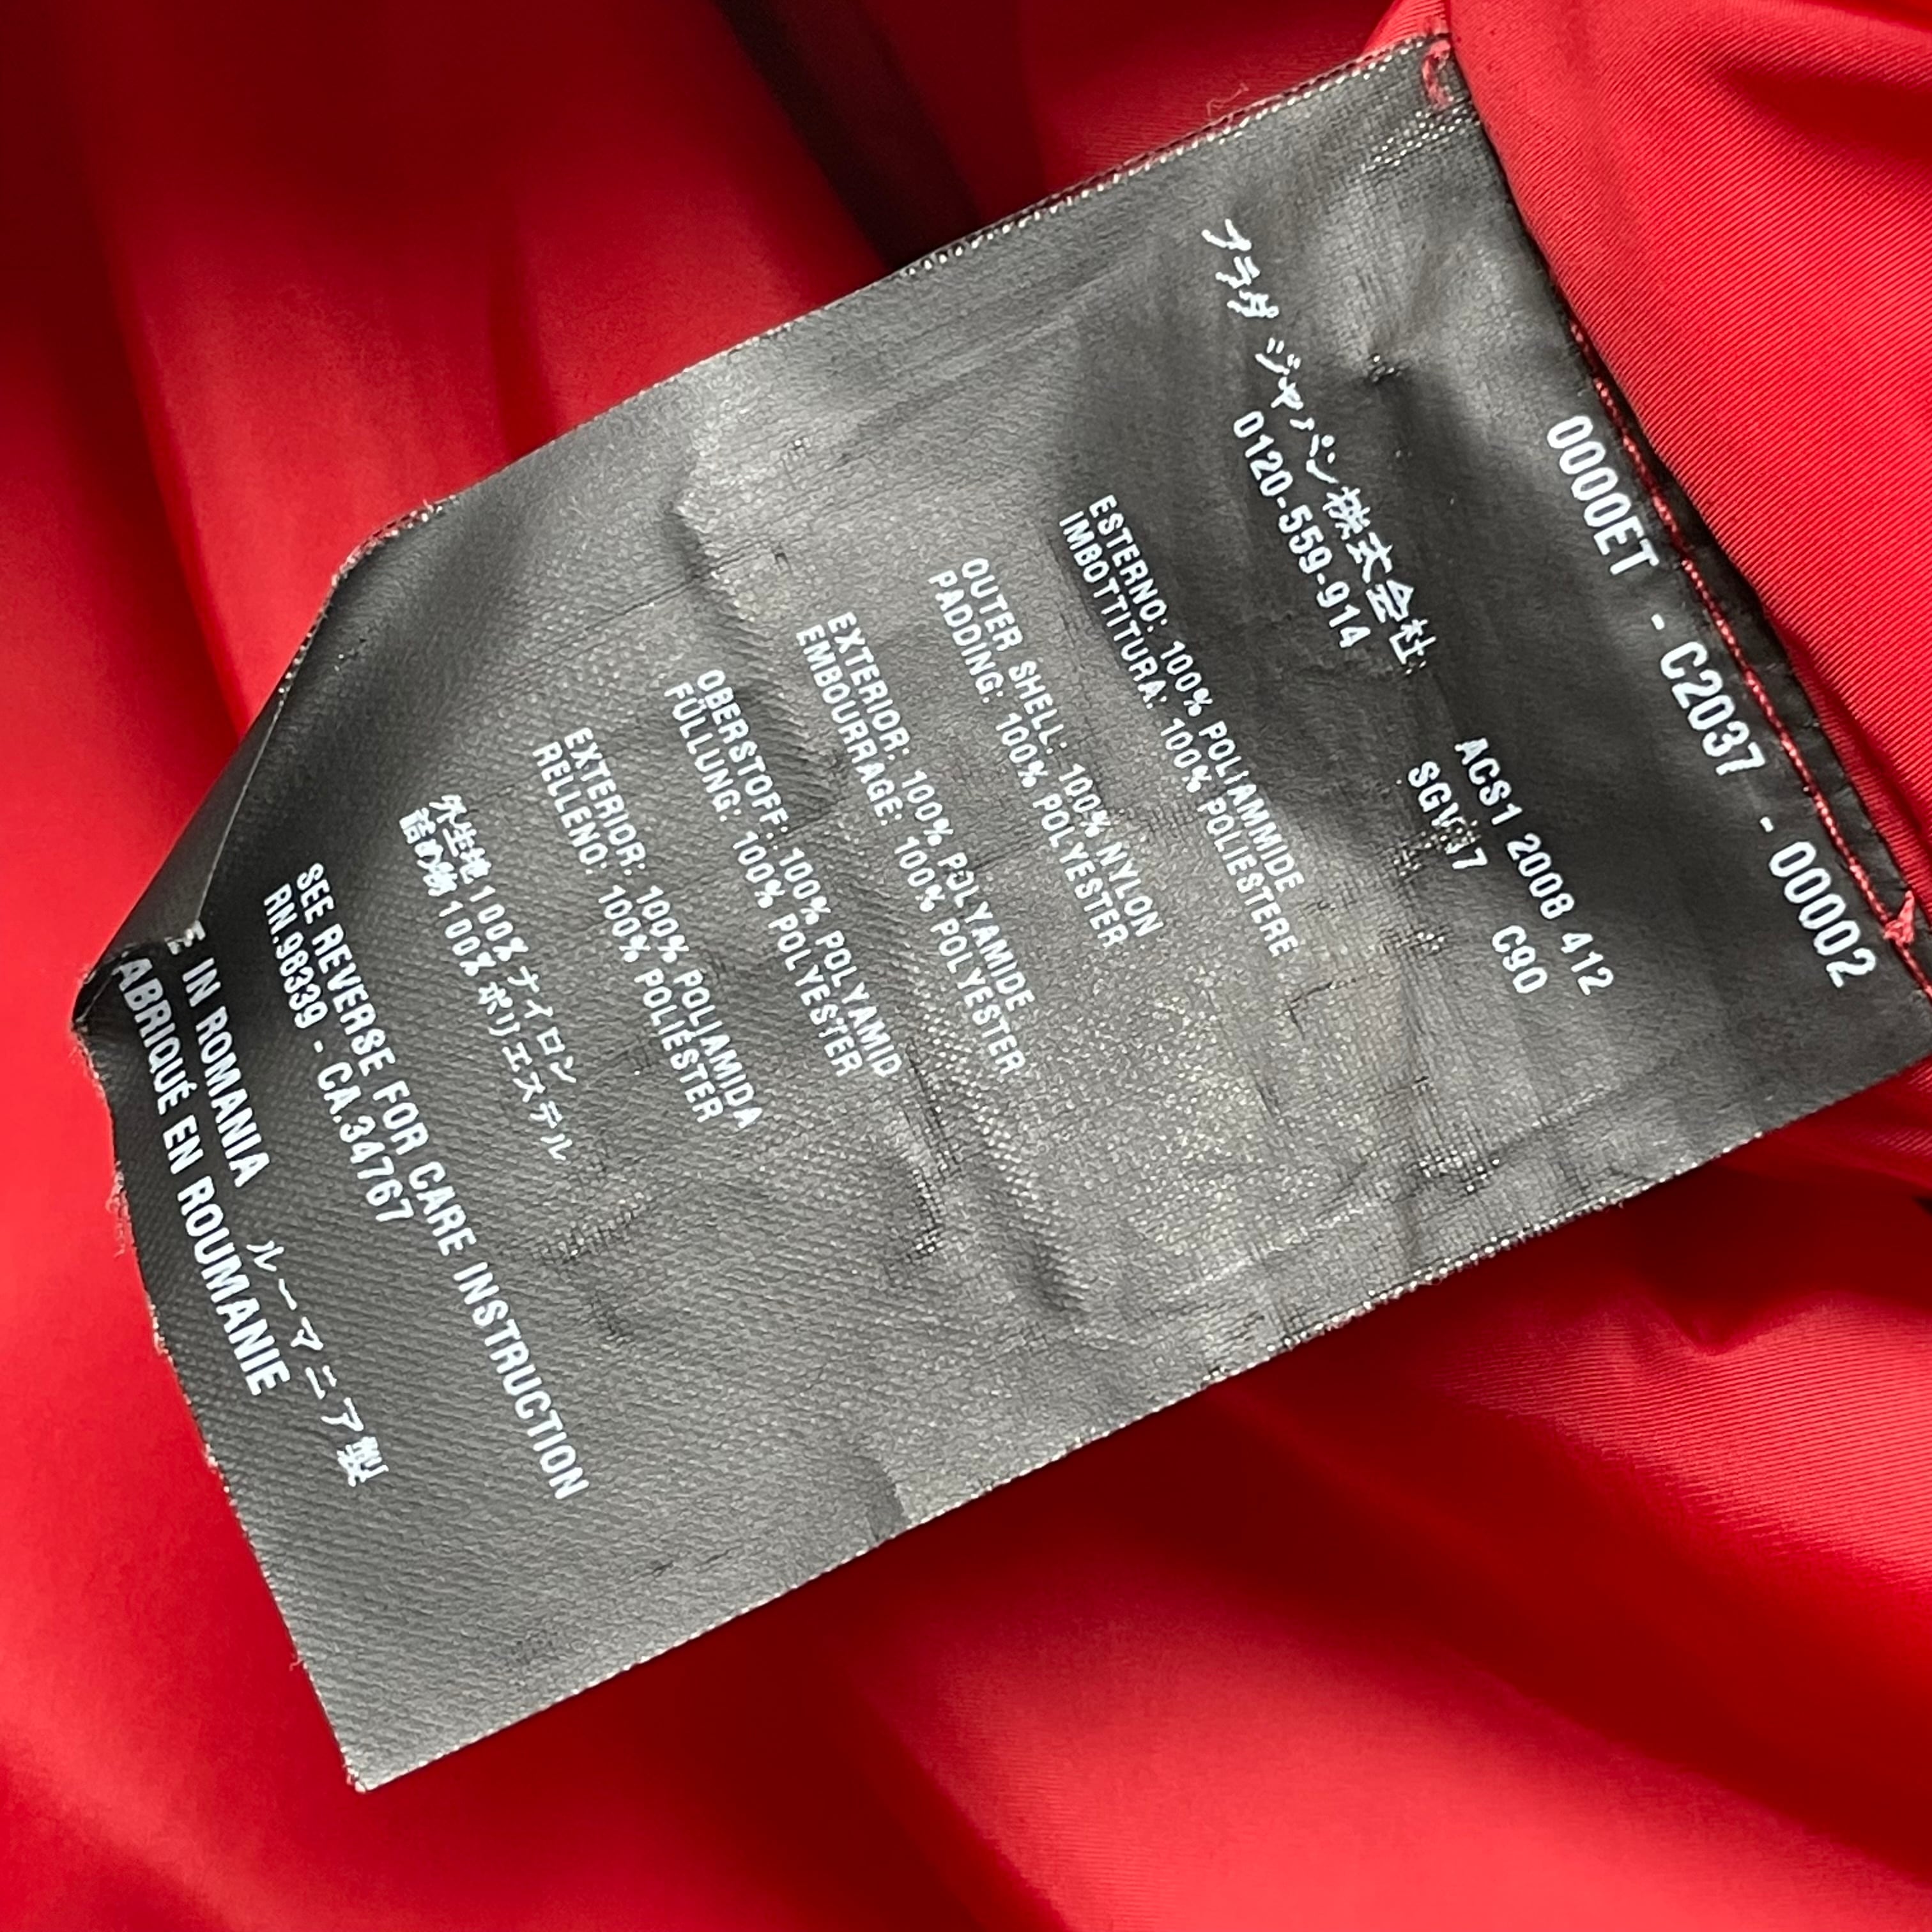 0000ET - C2037 - 00002
ACS1 2008 412
C90
プラダ ジャパン株式会社
0120-559-914
ESTERNO: 100% POLIAMMIDE
IMBOTTITURA: 100% POLIESTERE
OUTER SHELL: 100% NYLON
PADDING: 100% POLYESTER
EXTERIOR: 100% POLYAMIDE
EMBOURRAGE: 100% POLYESTER
OBERSTOFF: 100% POLYAMID
FÜLLUNG: 100% POLYESTER
EXTERIOR: 100% POLIAMIDA
RELLENO: 100% POLIÉSTER
外生地 100% ナイロン
詰め物 100% ポリエステル
SEE REVERSE FOR CARE INSTRUCTION
RN.98339 - CA.34767
E IN ROMANIA ルーマニア製
ABRIQUÉ EN ROUMANIE